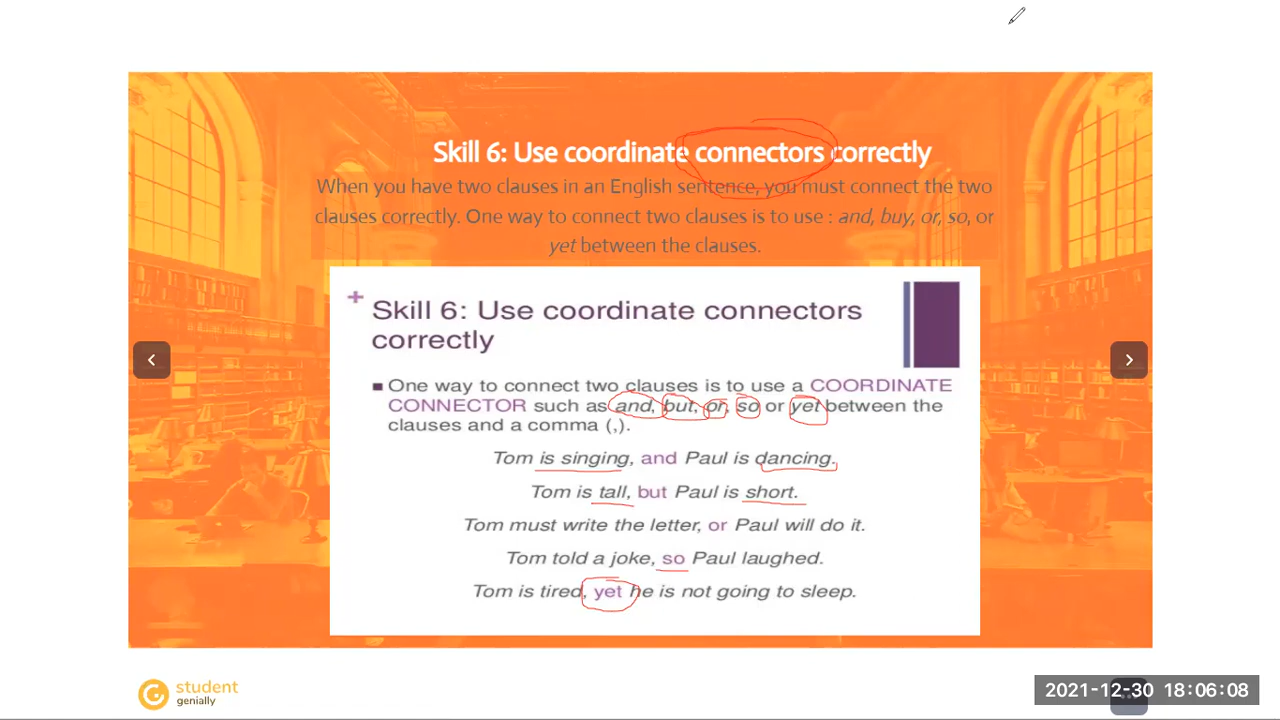 Skill 6: Use coordinate connectors correctly
When you have two clauses in an English sentence, you must connect the two
clauses correctly. One way to connect two clauses is to use : and, buy, or, so, or
yet between the clauses.
+ Skill 6: Use coordinate connectors
correctly
■ One way to connect two clauses is to use a COORDINATE
CONNECTOR such as and, but, or, so or yet between the
clauses and a comma (,).
Tom is singing, and Paul is dancing.
Tom is tall, but Paul is short.
Tom must write the letter, or Paul will do it.
Tom told a joke, so Paul laughed.
Tom is tired, yet he is not going to sleep.
student
genially
2021-12-30 18:06:08